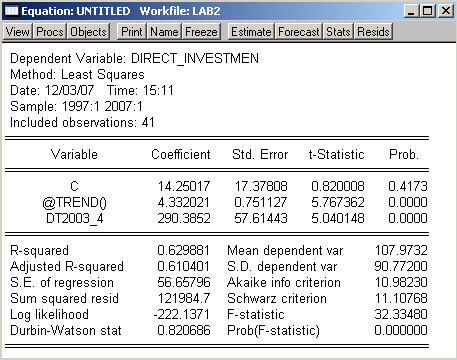 Equation: UNTITLED Workfile: LAB2
View Procs Objects Print Name Freeze Estimate Forecast Stats Resids
Dependent Variable: DIRECT_INVESTMEN
Method: Least Squares
Date: 12/03/07 Time: 15:11
Sample: 1997:1 2007:1
Included observations: 41
Variable Coefficient Std. Error t-Statistic Prob.
C 14.25017 17.37808 0.820008 0.4173
@TREND() 4.332021 0.751127 5.767362 0.0000
DT2003_4 290.3852 57.61443 5.040148 0.0000
R-squared 0.629881 Mean dependent var 107.9732
Adjusted R-squared 0.610401 S.D. dependent var 90.77200
S.E. of regression 56.65796 Akaike info criterion 10.98230
Sum squared resid 121984.7 Schwarz criterion 11.10768
Log likelihood -222.1371 F-statistic 32.33480
Durbin-Watson stat 0.820686 Prob(F-statistic) 0.000000